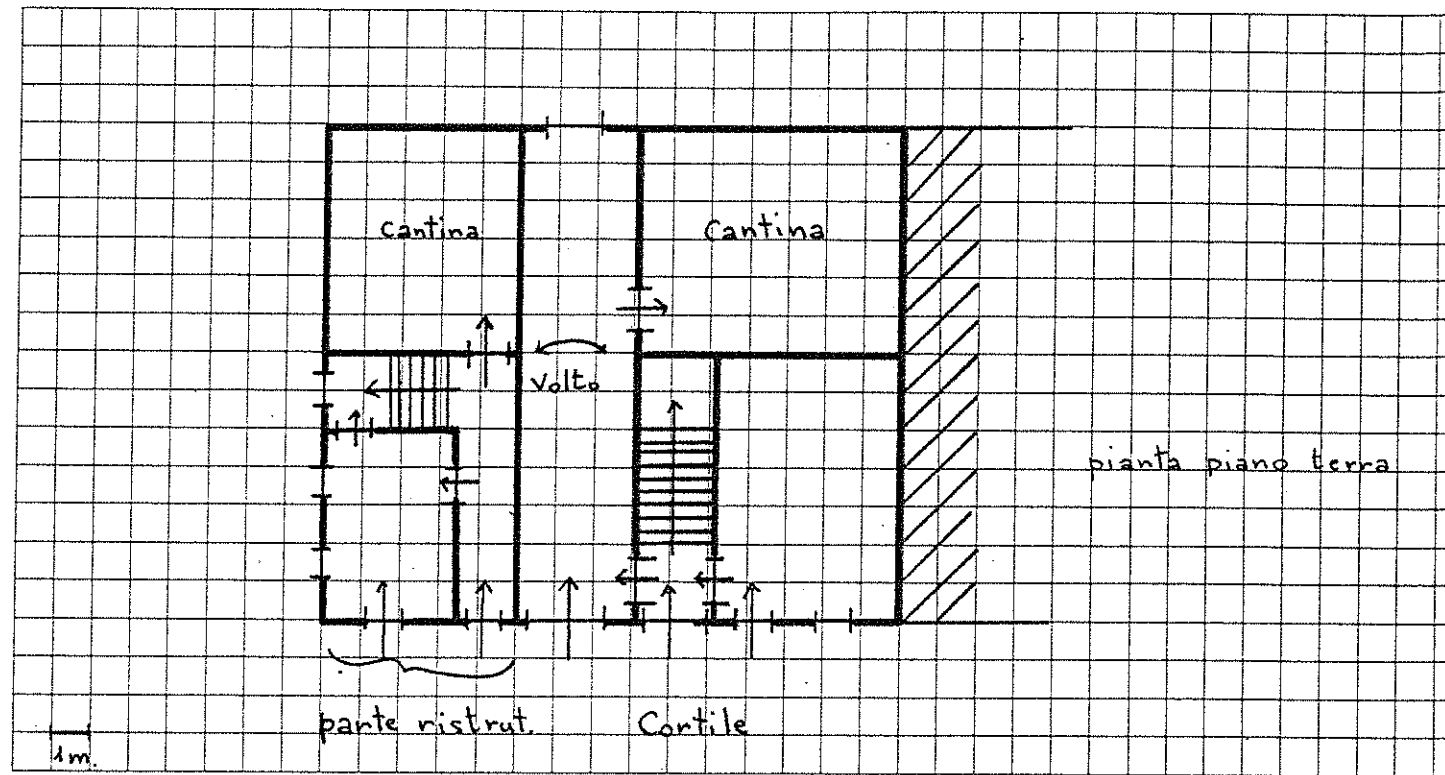 cantina
Cantina
volto
pianta piano terra
parte ristrut.
Cortile
1m.